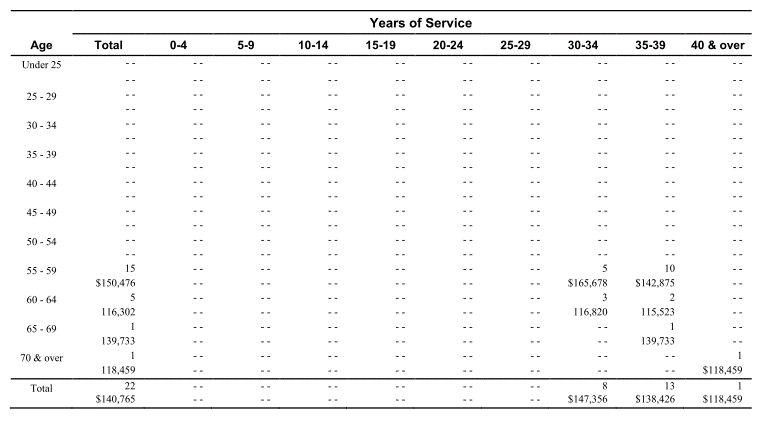 Years of Service
Age Total 0-4 5-9 10-14 15-19 20-24 25-29 30-34 35-39 40 & over
Under 25 -- -- -- -- -- -- -- -- -- --
-- -- -- -- -- -- -- -- -- --
25 - 29 -- -- -- -- -- -- -- -- -- --
-- -- -- -- -- -- -- -- -- --
30 - 34 -- -- -- -- -- -- -- -- -- --
-- -- -- -- -- -- -- -- -- --
35 - 39 -- -- -- -- -- -- -- -- -- --
-- -- -- -- -- -- -- -- -- --
40 - 44 -- -- -- -- -- -- -- -- -- --
-- -- -- -- -- -- -- -- -- --
45 - 49 -- -- -- -- -- -- -- -- -- --
-- -- -- -- -- -- -- -- -- --
50 - 54 -- -- -- -- -- -- -- -- -- --
-- -- -- -- -- -- -- -- -- --
55 - 59 15 -- -- -- -- -- -- 5 10 --
$150,476 -- -- -- -- -- -- $165,678 $142,875 --
60 - 64 5 -- -- -- -- -- -- 3 2 --
116,302 -- -- -- -- -- -- 116,820 115,523 --
65 - 69 1 -- -- -- -- -- -- -- 1 --
139,733 -- -- -- -- -- -- -- 139,733 --
70 & over 1 -- -- -- -- -- -- -- -- 1
118,459 -- -- -- -- -- -- -- -- $118,459
Total 22 -- -- -- -- -- -- 8 13 1
$140,765 -- -- -- -- -- -- $147,356 $138,426 $118,459